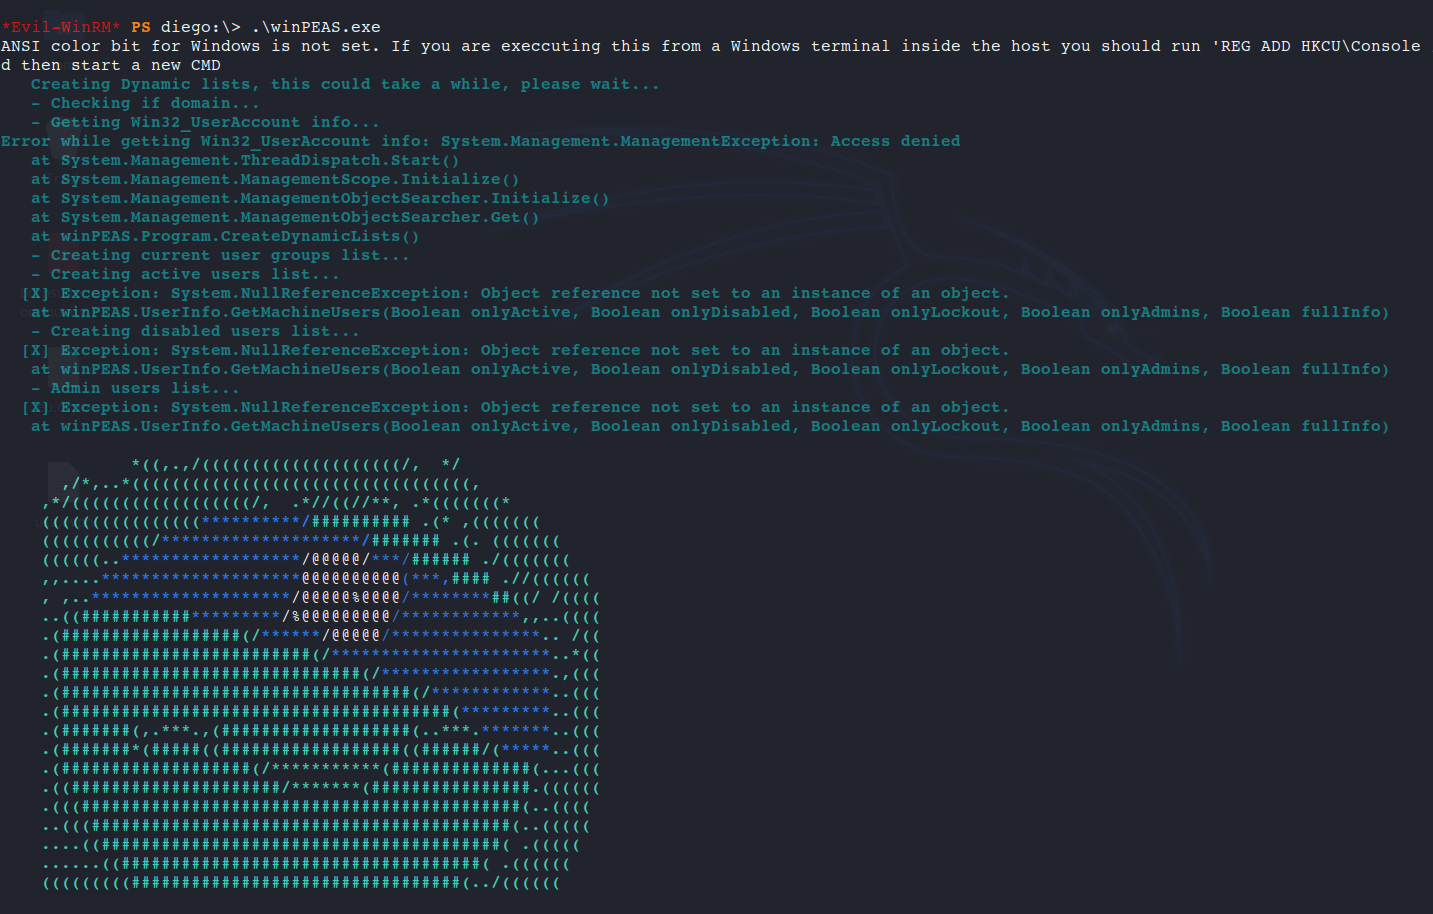 *Evil-WinRM* PS diego:\> .\winPEAS.exe
ANSI color bit for Windows is not set. If you are execcuting this from a Windows terminal inside the host you should run 'REG ADD HKCU\Console
d then start a new CMD
   Creating Dynamic lists, this could take a while, please wait...
   - Checking if domain...
   - Getting Win32_UserAccount info...
Error while getting Win32_UserAccount info: System.Management.ManagementException: Access denied
   at System.Management.ThreadDispatch.Start()
   at System.Management.ManagementScope.Initialize()
   at System.Management.ManagementObjectSearcher.Initialize()
   at System.Management.ManagementObjectSearcher.Get()
   at winPEAS.Program.CreateDynamicLists()
   - Creating current user groups list...
   - Creating active users list...
  [X] Exception: System.NullReferenceException: Object reference not set to an instance of an object.
   at winPEAS.UserInfo.GetMachineUsers(Boolean onlyActive, Boolean onlyDisabled, Boolean onlyLockout, Boolean onlyAdmins, Boolean fullInfo)
   - Creating disabled users list...
  [X] Exception: System.NullReferenceException: Object reference not set to an instance of an object.
   at winPEAS.UserInfo.GetMachineUsers(Boolean onlyActive, Boolean onlyDisabled, Boolean onlyLockout, Boolean onlyAdmins, Boolean fullInfo)
   - Admin users list...
  [X] Exception: System.NullReferenceException: Object reference not set to an instance of an object.
   at winPEAS.UserInfo.GetMachineUsers(Boolean onlyActive, Boolean onlyDisabled, Boolean onlyLockout, Boolean onlyAdmins, Boolean fullInfo)